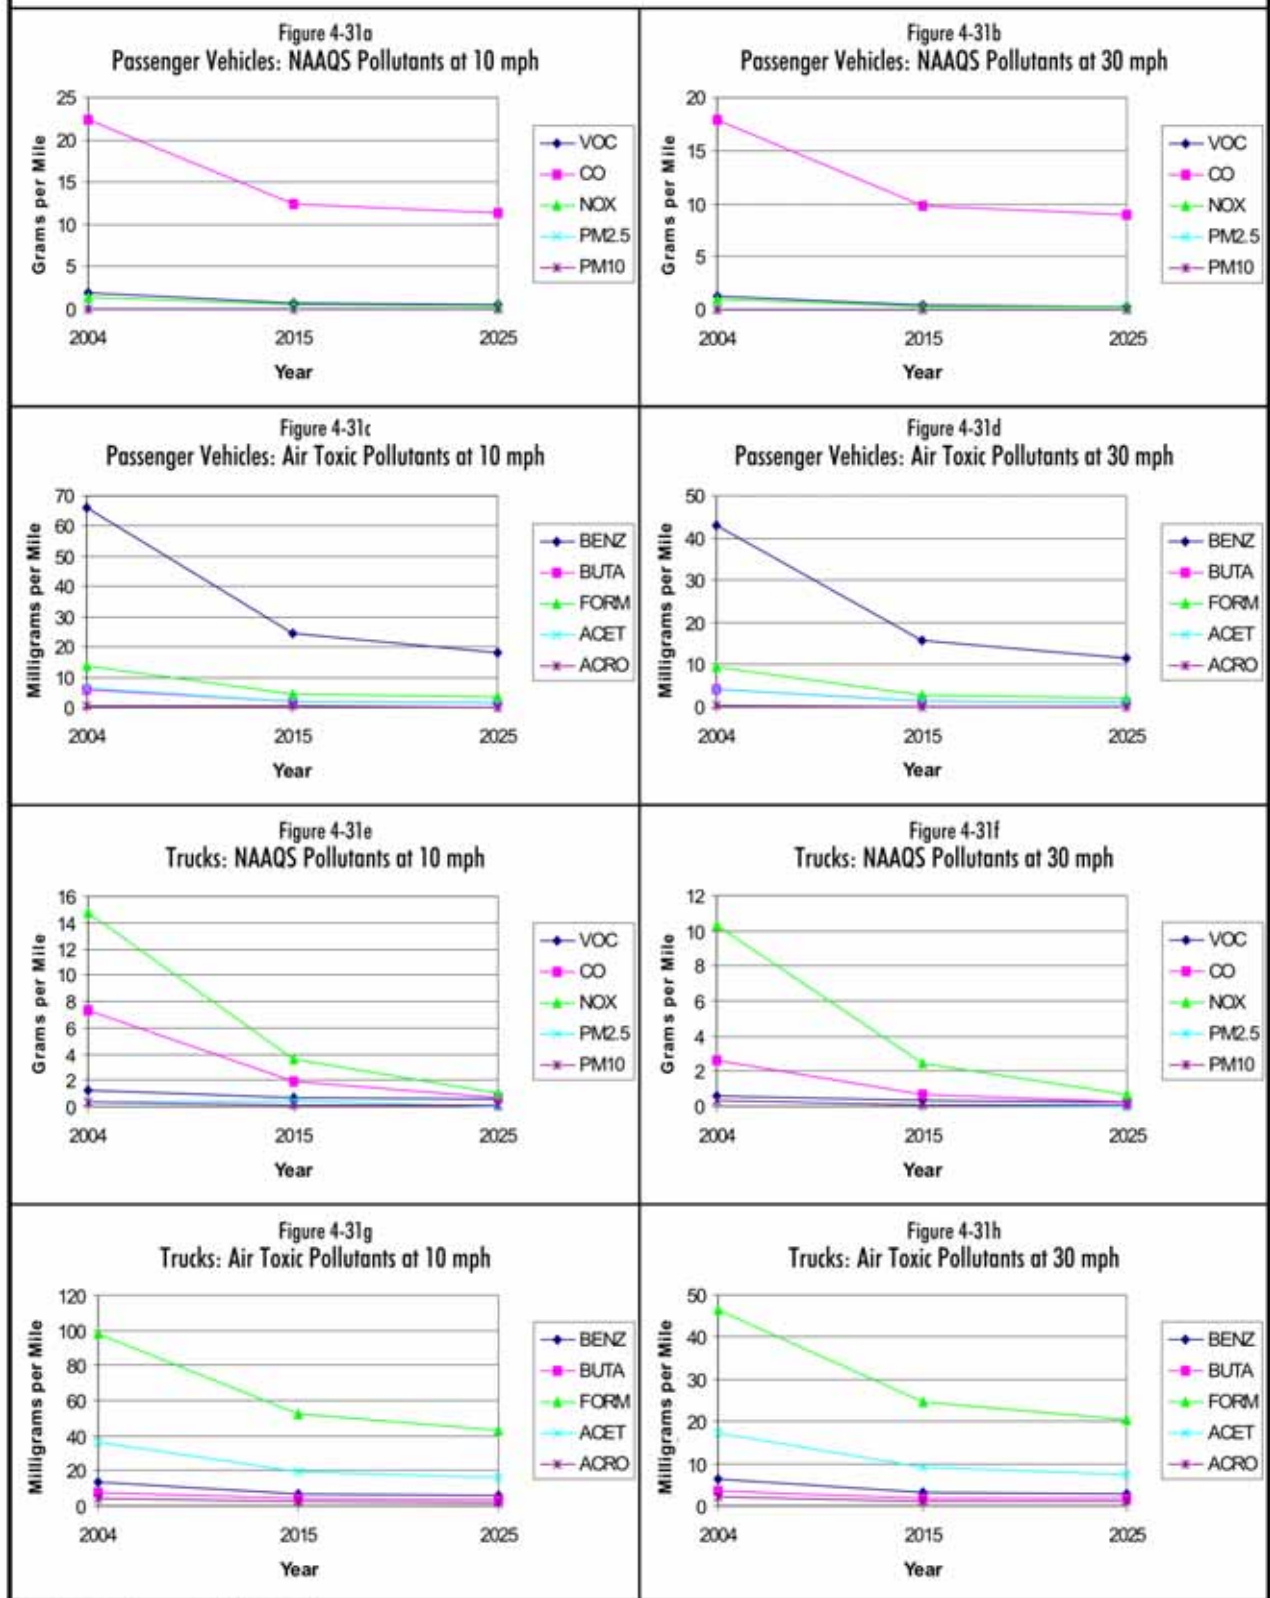 Figure 4-31a
Passenger Vehicles: NAAQS Pollutants at 10 mph
25
20
15
10
5
0
Grams per Mile
2004 2015 2025
Year
VOC
CO
NOX
PM2.5
PM10
Figure 4-31b
Passenger Vehicles: NAAQS Pollutants at 30 mph
20
15
10
5
0
Grams per Mile
2004 2015 2025
Year
VOC
CO
NOX
PM2.5
PM10
Figure 4-31c
Passenger Vehicles: Air Toxic Pollutants at 10 mph
70
60
50
40
30
20
10
0
Milligrams per Mile
2004 2015 2025
Year
BENZ
BUTA
FORM
ACET
ACRO
Figure 4-31d
Passenger Vehicles: Air Toxic Pollutants at 30 mph
50
40
30
20
10
0
Milligrams per Mile
2004 2015 2025
Year
BENZ
BUTA
FORM
ACET
ACRO
Figure 4-31e
Trucks: NAAQS Pollutants at 10 mph
16
14
12
10
8
6
4
2
0
Grams per Mile
2004 2015 2025
Year
VOC
CO
NOX
PM2.5
PM10
Figure 4-31f
Trucks: NAAQS Pollutants at 30 mph
12
10
8
6
4
2
0
Grams per Mile
2004 2015 2025
Year
VOC
CO
NOX
PM2.5
PM10
Figure 4-31g
Trucks: Air Toxic Pollutants at 10 mph
120
100
80
60
40
20
0
Milligrams per Mile
2004 2015 2025
Year
BENZ
BUTA
FORM
ACET
ACRO
Figure 4-31h
Trucks: Air Toxic Pollutants at 30 mph
50
40
30
20
10
0
Milligrams per Mile
2004 2015 2025
Year
BENZ
BUTA
FORM
ACET
ACRO